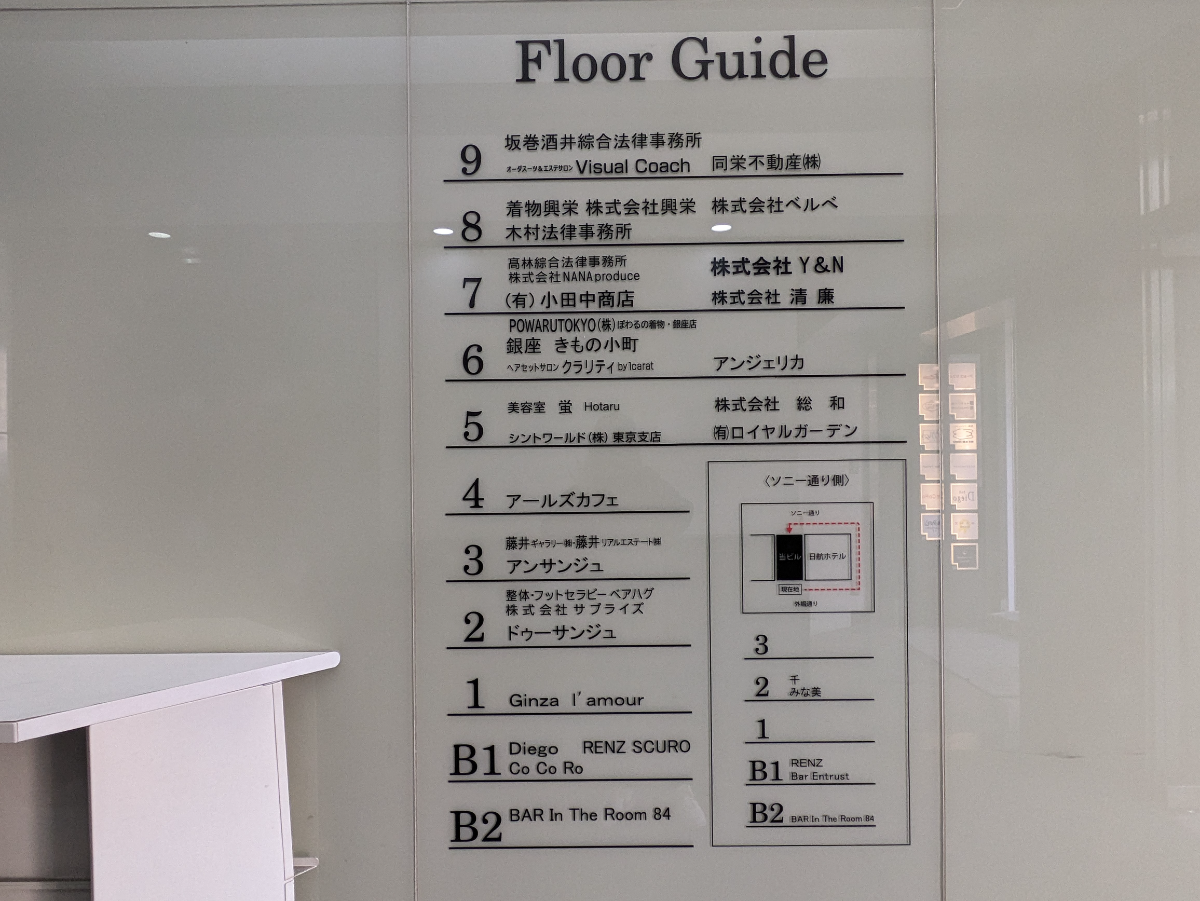 Floor Guide
9
坂巻酒井綜合法律事務所
オーダスーツ&エステサロン Visual Coach 同栄不動産㈱
8
着物興栄 株式会社興栄 株式会社ベルベ
木村法律事務所
7
高林綜合法律事務所
株式会社NANA produce 株式会社 Y&N
(有) 小田中商店 株式会社 清 廉
6
POWARUTOKYO(株) ぽわるの着物・銀座店
銀座 きもの小町
ヘアセットサロン クラリティ by1carat アンジェリカ
5
美容室 蛍 Hotaru 株式会社 総 和
シントワールド(株) 東京支店 ㈲ロイヤルガーデン
4
アールズカフェ
3
藤井ギャラリー㈱・藤井リアルエステート㈱
アンサンジュ
2
整体・フットセラピー ベアハグ
株式会社サプライズ
ドゥーサンジュ
1
Ginza l'amour
B1
Diego RENZ SCURO
Co Co Ro
B2
BAR In The Room 84
〈ソニー通り側〉
ソニー通り
当ビル 日航ホテル
現在地
外堀通り
3
2
千
みな美
1
B1
RENZ
Bar Entrust
B2
BAR In The Room 84